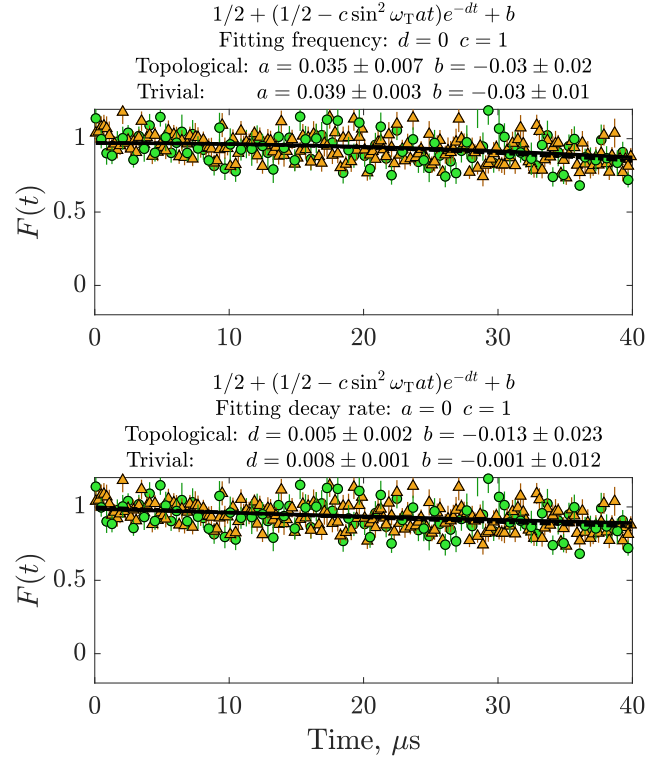 1/2 + (1/2 − c sin² ω_T at)e^{−dt} + b
Fitting frequency: d = 0 c = 1
Topological: a = 0.035 ± 0.007 b = −0.03 ± 0.02
Trivial: a = 0.039 ± 0.003 b = −0.03 ± 0.01
1
0.5
0
F(t)
0 10 20 30 40
1/2 + (1/2 − c sin² ω_T at)e^{−dt} + b
Fitting decay rate: a = 0 c = 1
Topological: d = 0.005 ± 0.002 b = −0.013 ± 0.023
Trivial: d = 0.008 ± 0.001 b = −0.001 ± 0.012
1
0.5
0
F(t)
0 10 20 30 40
Time, μs